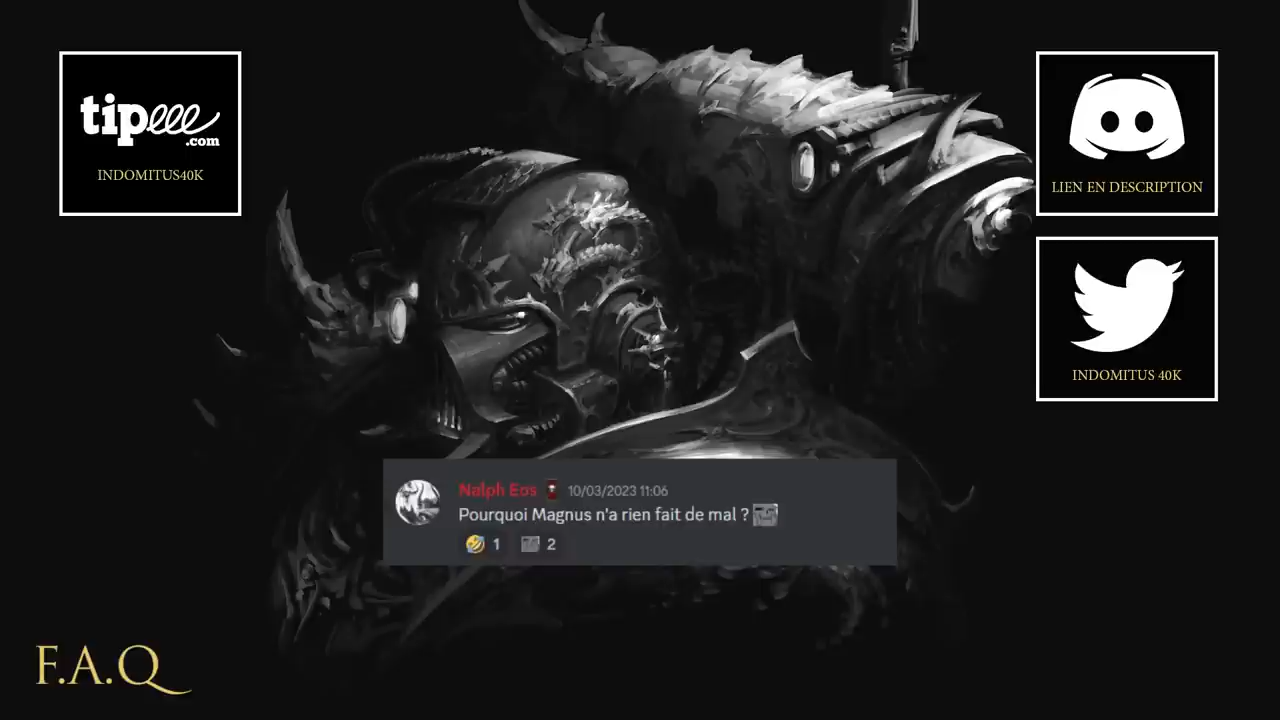 tipeee
.com
INDOMITUS40K
LIEN EN DESCRIPTION
INDOMITUS 40K
Nalph Eos 10/03/2023 11:06
Pourquoi Magnus n'a rien fait de mal ?
1 2
F.A.Q